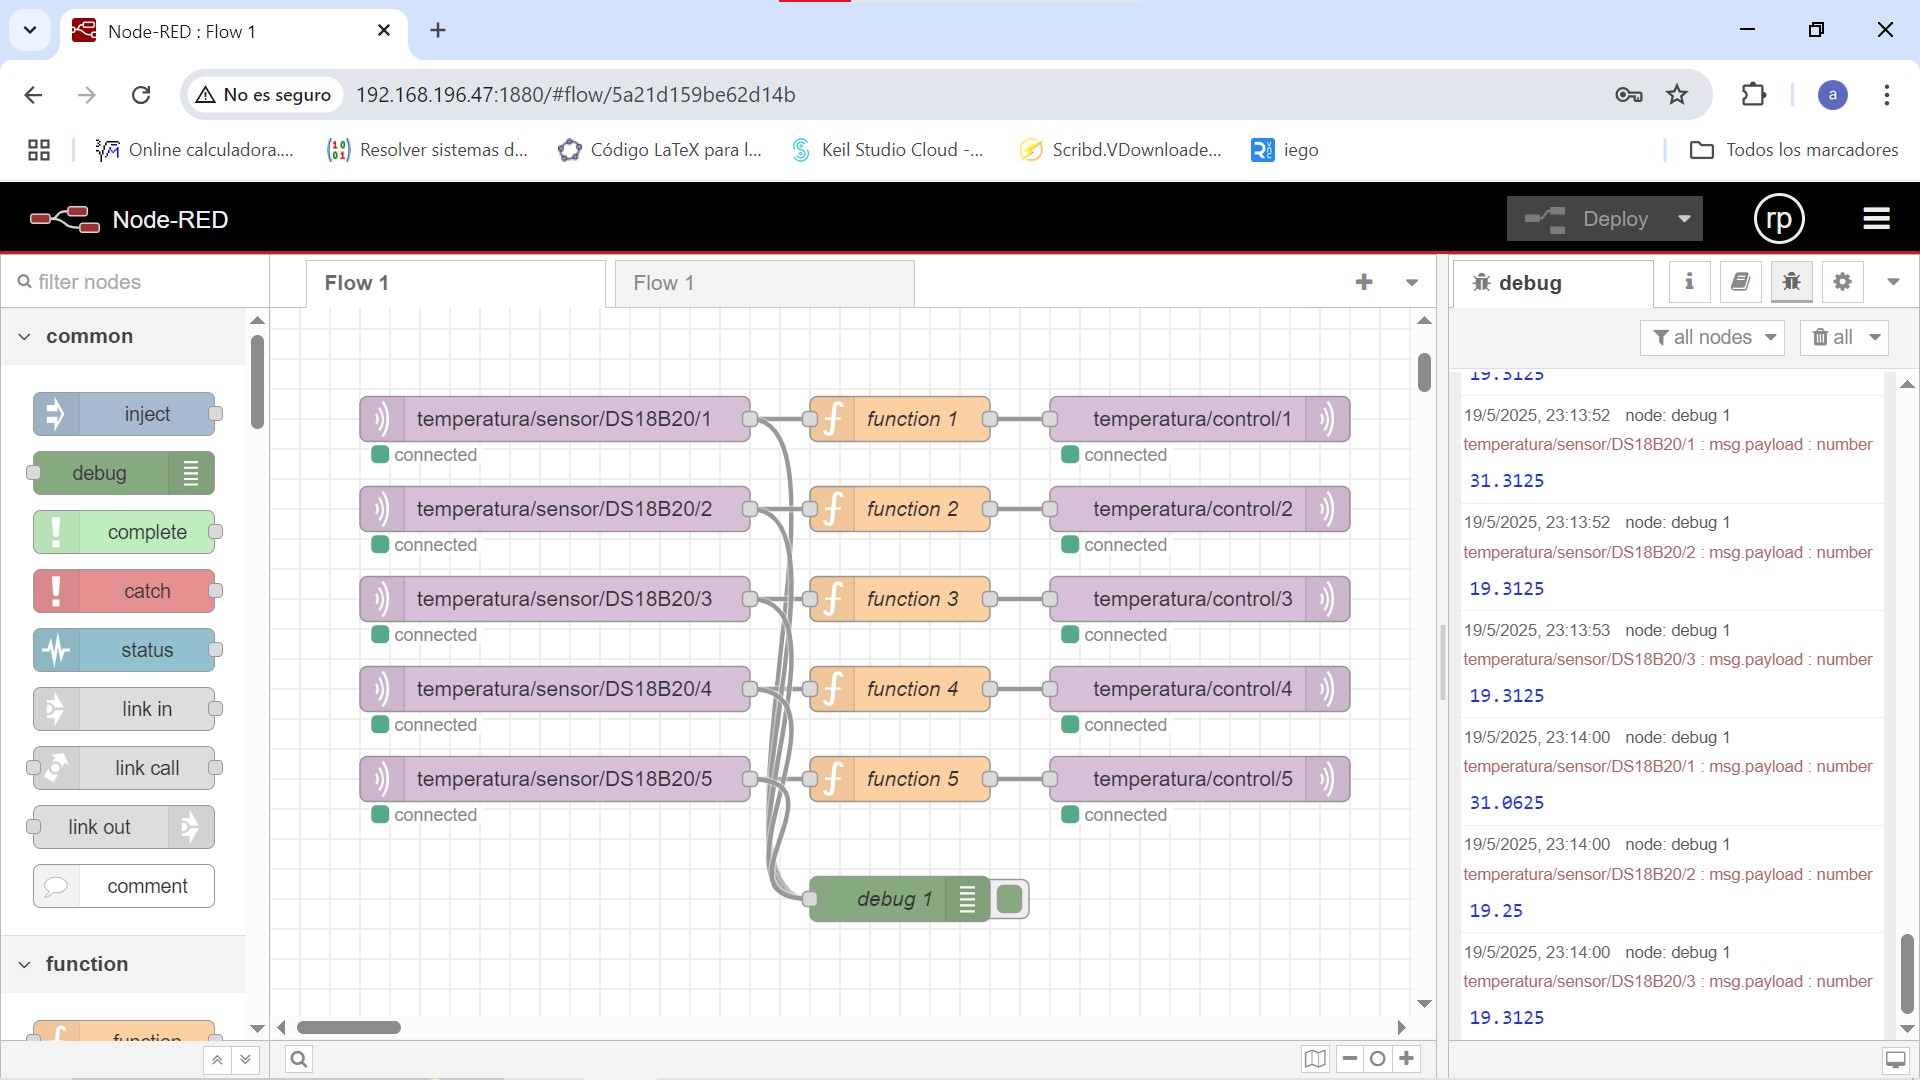 Node-RED : Flow 1
No es seguro
192.168.196.47:1880/#flow/5a21d159be62d14b
a
Online calculadora....
Resolver sistemas d...
Código LaTeX para l...
Keil Studio Cloud -...
Scribd.VDownloade...
iego
Todos los marcadores
Node-RED
Deploy
rp
filter nodes
common
inject
debug
complete
catch
status
link in
link call
link out
comment
function
function
Flow 1
Flow 1
temperatura/sensor/DS18B20/1
connected
function 1
temperatura/control/1
connected
temperatura/sensor/DS18B20/2
connected
function 2
temperatura/control/2
connected
temperatura/sensor/DS18B20/3
connected
function 3
temperatura/control/3
connected
temperatura/sensor/DS18B20/4
connected
function 4
temperatura/control/4
connected
temperatura/sensor/DS18B20/5
connected
function 5
temperatura/control/5
connected
debug 1
debug
all nodes
all
19.3125
19/5/2025, 23:13:52 node: debug 1
temperatura/sensor/DS18B20/1 : msg.payload : number
31.3125
19/5/2025, 23:13:52 node: debug 1
temperatura/sensor/DS18B20/2 : msg.payload : number
19.3125
19/5/2025, 23:13:53 node: debug 1
temperatura/sensor/DS18B20/3 : msg.payload : number
19.3125
19/5/2025, 23:14:00 node: debug 1
temperatura/sensor/DS18B20/1 : msg.payload : number
31.0625
19/5/2025, 23:14:00 node: debug 1
temperatura/sensor/DS18B20/2 : msg.payload : number
19.25
19/5/2025, 23:14:00 node: debug 1
temperatura/sensor/DS18B20/3 : msg.payload : number
19.3125